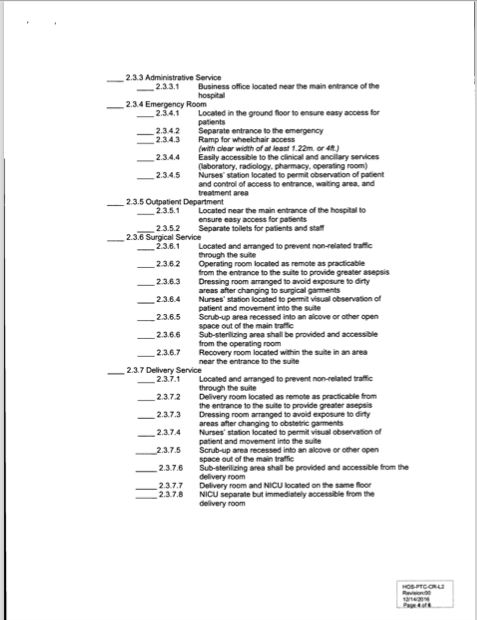 ____ 2.3.3 Administrative Service
____ 2.3.3.1 Business office located near the main entrance of the
hospital
____ 2.3.4 Emergency Room
____ 2.3.4.1 Located in the ground floor to ensure easy access for
patients
____ 2.3.4.2 Separate entrance to the emergency
____ 2.3.4.3 Ramp for wheelchair access
(with clear width of at least 1.22m. or 4ft.)
____ 2.3.4.4 Easily accessible to the clinical and ancillary services
(laboratory, radiology, pharmacy, operating room)
____ 2.3.4.5 Nurses' station located to permit observation of patient
and control of access to entrance, waiting area, and
treatment area
____ 2.3.5 Outpatient Department
____ 2.3.5.1 Located near the main entrance of the hospital to
ensure easy access for patients
____ 2.3.5.2 Separate toilets for patients and staff
____ 2.3.6 Surgical Service
____ 2.3.6.1 Located and arranged to prevent non-related traffic
through the suite
____ 2.3.6.2 Operating room located as remote as practicable
from the entrance to the suite to provide greater asepsis
____ 2.3.6.3 Dressing room arranged to avoid exposure to dirty
areas after changing to surgical garments
____ 2.3.6.4 Nurses' station located to permit visual observation of
patient and movement into the suite
____ 2.3.6.5 Scrub-up area recessed into an alcove or other open
space out of the main traffic
____ 2.3.6.6 Sub-sterilizing area shall be provided and accessible
from the operating room
____ 2.3.6.7 Recovery room located within the suite in an area
near the entrance to the suite
____ 2.3.7 Delivery Service
____ 2.3.7.1 Located and arranged to prevent non-related traffic
through the suite
____ 2.3.7.2 Delivery room located as remote as practicable from
the entrance to the suite to provide greater asepsis
____ 2.3.7.3 Dressing room arranged to avoid exposure to dirty
areas after changing to obstetric garments
____ 2.3.7.4 Nurses' station located to permit visual observation of
patient and movement into the suite
____2.3.7.5 Scrub-up area recessed into an alcove or other open
space out of the main traffic
____ 2.3.7.6 Sub-sterilizing area shall be provided and accessible from the
delivery room
____ 2.3.7.7 Delivery room and NICU located on the same floor
____ 2.3.7.8 NICU separate but immediately accessible from the
delivery room
HOS-PTC-CR-L2
Revision:00
12/14/2016
Page 4 of 6